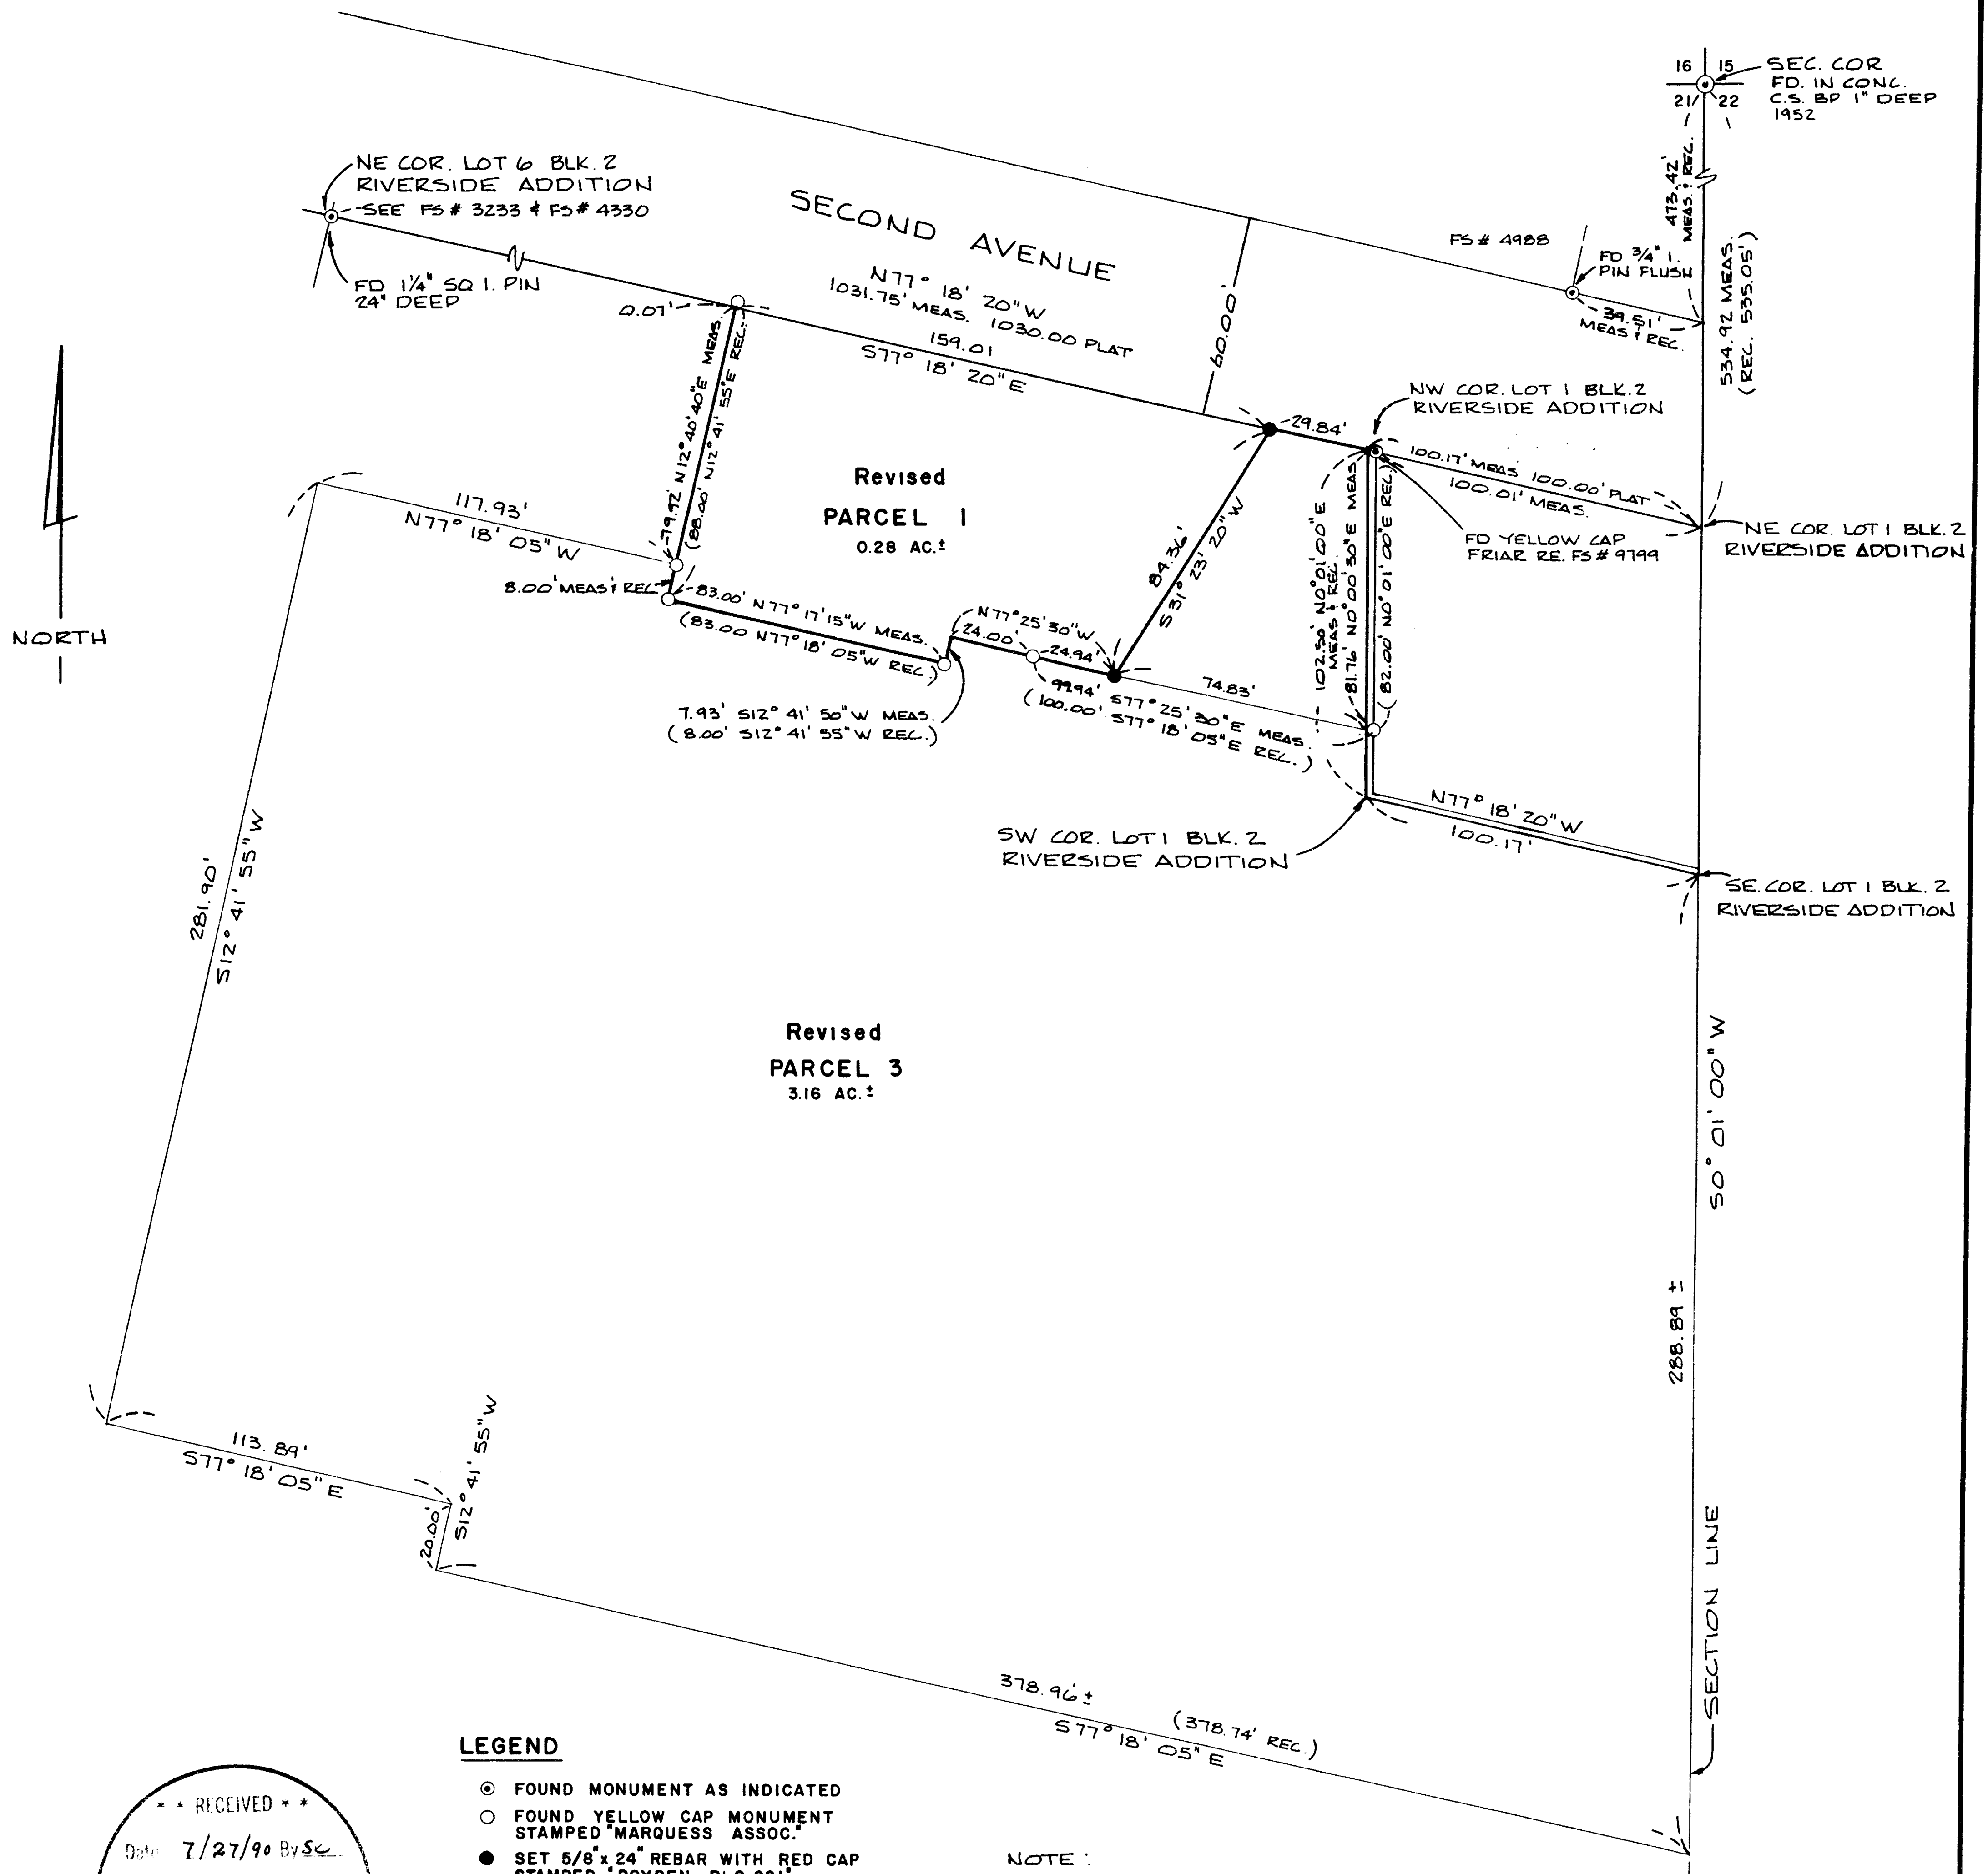 16 15
21 22
SEC. COR
FD. IN CONC.
C.S. BP 1" DEEP
1952
473.42'
MEAS. & REC.
534.92 MEAS.
(REC. 535.05')
NE COR. LOT 6 BLK. 2
RIVERSIDE ADDITION
SEE FS # 3233 & FS # 4330
FD 1¼" SQ I. PIN
24" DEEP
SECOND AVENUE
N77° 18' 20" W
1031.75' MEAS. 1030.00 PLAT
159.01
S77° 18' 20" E
60.00'
FS # 4988
FD ¾" I.
PIN FLUSH
39.51'
MEAS & REC.
0.07'
79.92' N12° 40' 40" E MEAS.
(88.00' N12° 41' 55" E REC.)
NW COR. LOT 1 BLK. 2
RIVERSIDE ADDITION
29.84'
100.17' MEAS 100.00' PLAT
100.01' MEAS.
NE COR. LOT 1 BLK. 2
RIVERSIDE ADDITION
FD YELLOW CAP
FRIAR RE. FS # 9799
Revised
PARCEL 1
0.28 AC.±
84.36'
S 31° 23' 20" W
102.50' N0° 01' 00" E
MEAS & REC.
81.76' N0° 00' 30" E MEAS
(82.00' N0° 01' 00" E REC.)
NORTH
117.93'
N77° 18' 05" W
8.00' MEAS & REC
83.00' N77° 17' 15" W MEAS.
(83.00 N77° 18' 05" W REC.)
N77° 25' 30" W
24.00'
24.94'
74.83'
99.94' S77° 25' 30" E MEAS.
(100.00' S77° 18' 05" E REC.)
7.93' S12° 41' 50" W MEAS.
(8.00' S12° 41' 55" W REC.)
SW COR. LOT 1 BLK. 2
RIVERSIDE ADDITION
N77° 18' 20" W
100.17'
SE. COR. LOT 1 BLK. 2
RIVERSIDE ADDITION
281.90'
S12° 41' 55" W
Revised
PARCEL 3
3.16 AC.±
S0° 01' 00" W
288.89 ±
SECTION LINE
113.89'
S77° 18' 05" E
20.00'
S12° 41' 55" W
378.96' ±
(378.74' REC.)
S77° 18' 05" E
LEGEND
FOUND MONUMENT AS INDICATED
FOUND YELLOW CAP MONUMENT
STAMPED "MARQUESS ASSOC."
SET 5/8" x 24" REBAR WITH RED CAP
NOTE:
* * RECEIVED * *
Date 7/27/90 By SC